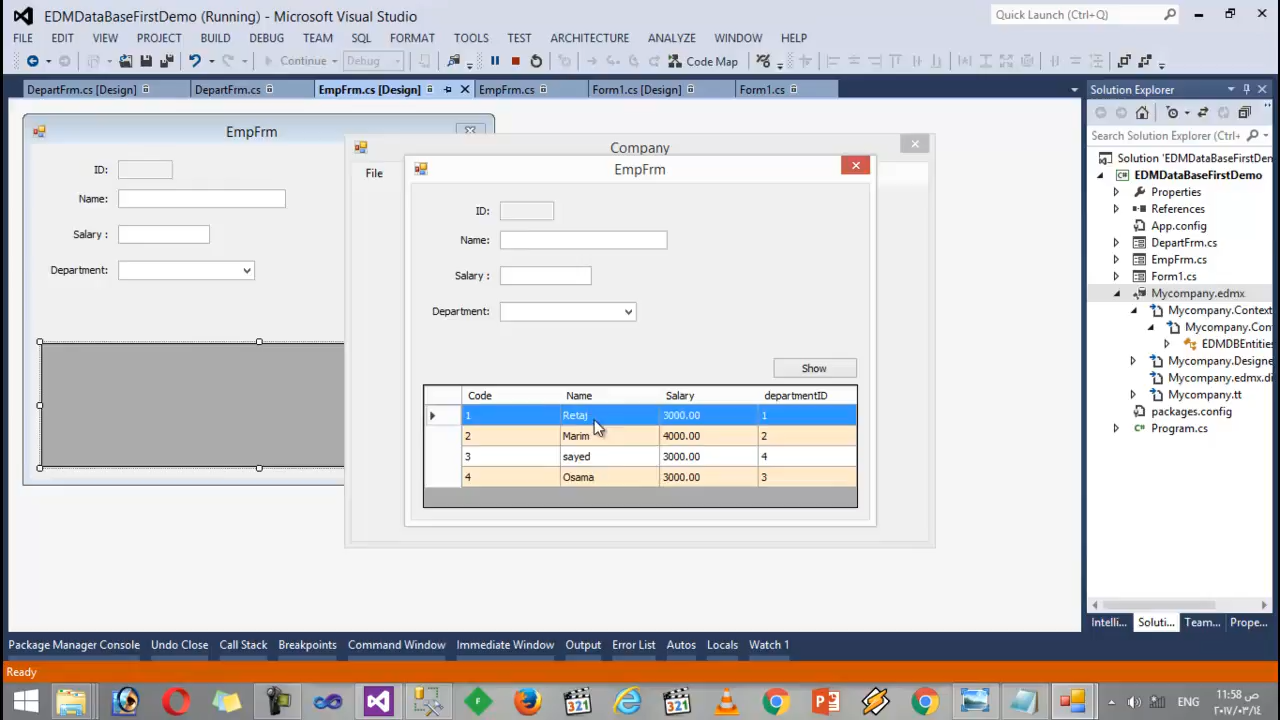 EDMDataBaseFirstDemo (Running) - Microsoft Visual Studio
Quick Launch (Ctrl+Q)
FILE EDIT VIEW PROJECT BUILD DEBUG TEAM SQL FORMAT TOOLS TEST ARCHITECTURE ANALYZE WINDOW HELP
Continue Debug Code Map
DepartFrm.cs [Design] DepartFrm.cs EmpFrm.cs [Design] EmpFrm.cs Form1.cs [Design] Form1.cs
Solution Explorer
Search Solution Explorer (Ctrl+
Solution 'EDMDataBaseFirstDem
EDMDataBaseFirstDemo
Properties
References
App.config
DepartFrm.cs
EmpFrm.cs
Form1.cs
Mycompany.edmx
Mycompany.Context
Mycompany.Con
EDMDBEntities
Mycompany.Designe
Mycompany.edmx.di
Mycompany.tt
packages.config
Program.cs
EmpFrm
ID:
Name:
Salary :
Department:
Company
File
EmpFrm
ID:
Name:
Salary :
Department:
Show
Code Name Salary departmentID
1 Retaj 3000.00 1
2 Marim 4000.00 2
3 sayed 3000.00 4
4 Osama 3000.00 3
Intelli... Soluti... Team... Prope...
Package Manager Console Undo Close Call Stack Breakpoints Command Window Immediate Window Output Error List Autos Locals Watch 1
Ready
321
321
ENG
11:58 ص
٢٠١٧/٠٣/١٤